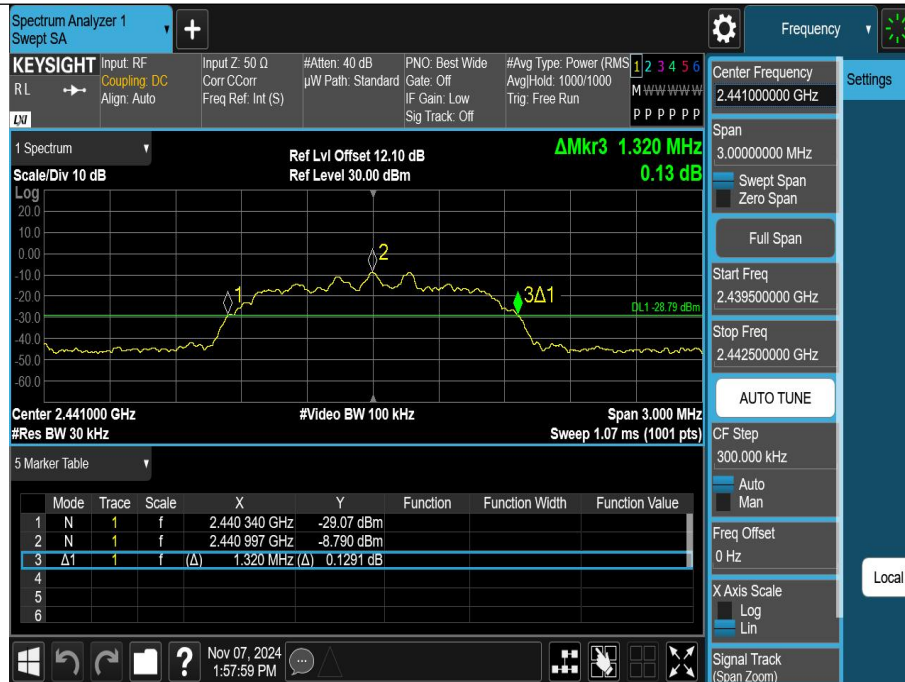 Spectrum Analyzer 1
Swept SA
+
Frequency
KEYSIGHT Input: RF Input Z: 50 Ω #Atten: 40 dB PNO: Best Wide #Avg Type: Power (RMS 1 2 3 4 5 6
RL Coupling: DC Corr CCorr µW Path: Standard Gate: Off Avg|Hold: 1000/1000 M W W W W W
Align: Auto Freq Ref: Int (S) IF Gain: Low Trig: Free Run
LXI Sig Track: Off P P P P P P
1 Spectrum
Scale/Div 10 dB
Ref Lvl Offset 12.10 dB
Ref Level 30.00 dBm
ΔMkr3 1.320 MHz
0.13 dB
Log
20.0
10.0
0.00
-10.0
-20.0
-30.0
-40.0
-50.0
-60.0
1
2
3Δ1
DL1 -28.79 dBm
Center 2.441000 GHz #Video BW 100 kHz Span 3.000 MHz
#Res BW 30 kHz Sweep 1.07 ms (1001 pts)
5 Marker Table
Mode Trace Scale X Y Function Function Width Function Value
1 N 1 f 2.440 340 GHz -29.07 dBm
2 N 1 f 2.440 997 GHz -8.790 dBm
3 Δ1 1 f (Δ) 1.320 MHz (Δ) 0.1291 dB
4
5
6
?
Nov 07, 2024
1:57:59 PM
Center Frequency
2.441000000 GHz
Span
3.00000000 MHz
Swept Span
Zero Span
Full Span
Start Freq
2.439500000 GHz
Stop Freq
2.442500000 GHz
AUTO TUNE
CF Step
300.000 kHz
Auto
Man
Freq Offset
0 Hz
X Axis Scale
Log
Lin
Signal Track
(Span Zoom)
Settings
Local